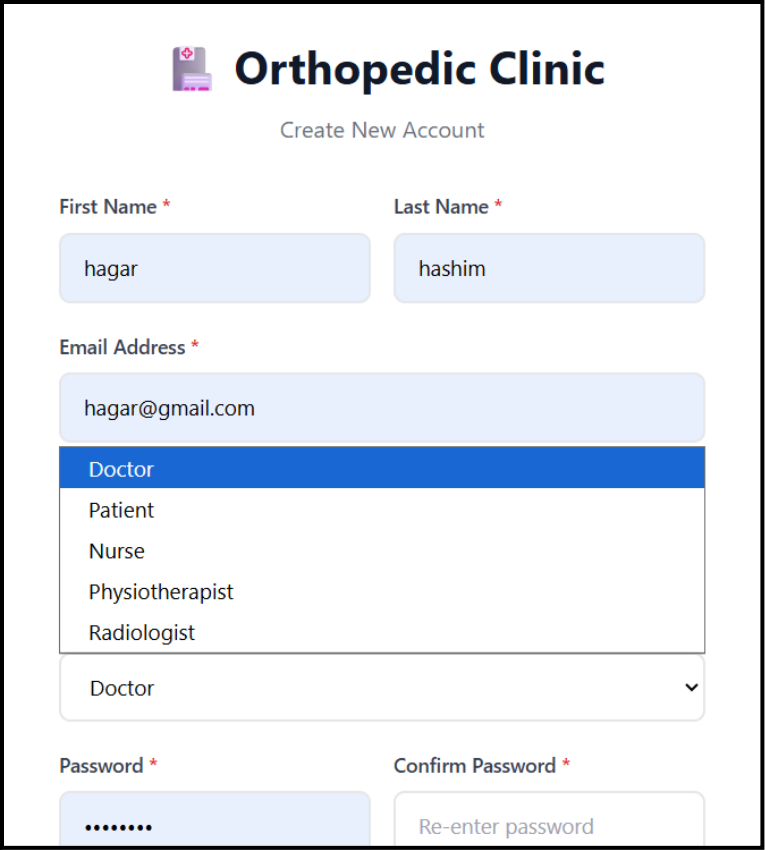 Orthopedic Clinic
Create New Account
First Name * Last Name *
hagar hashim
Email Address *
hagar@gmail.com
Doctor
Patient
Nurse
Physiotherapist
Radiologist
Doctor
Password * Confirm Password *
•••••••• Re-enter password